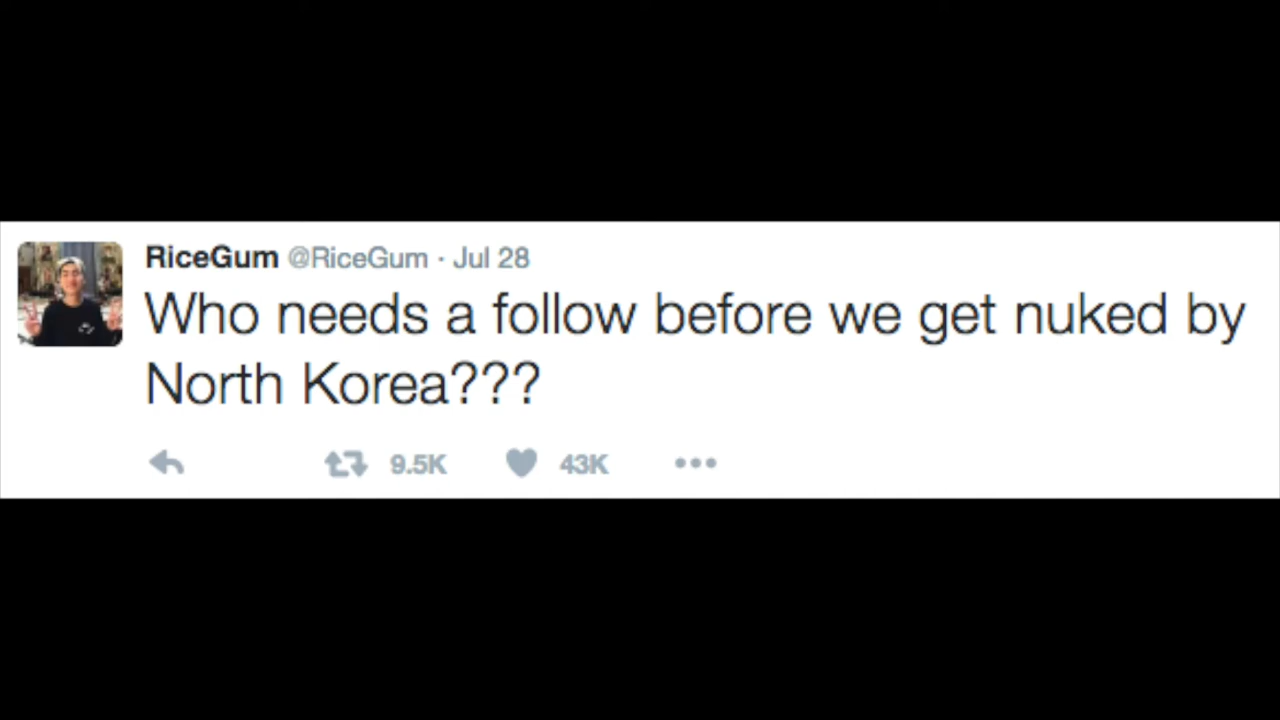 RiceGum @RiceGum · Jul 28
Who needs a follow before we get nuked by
North Korea???
9.5K 43K